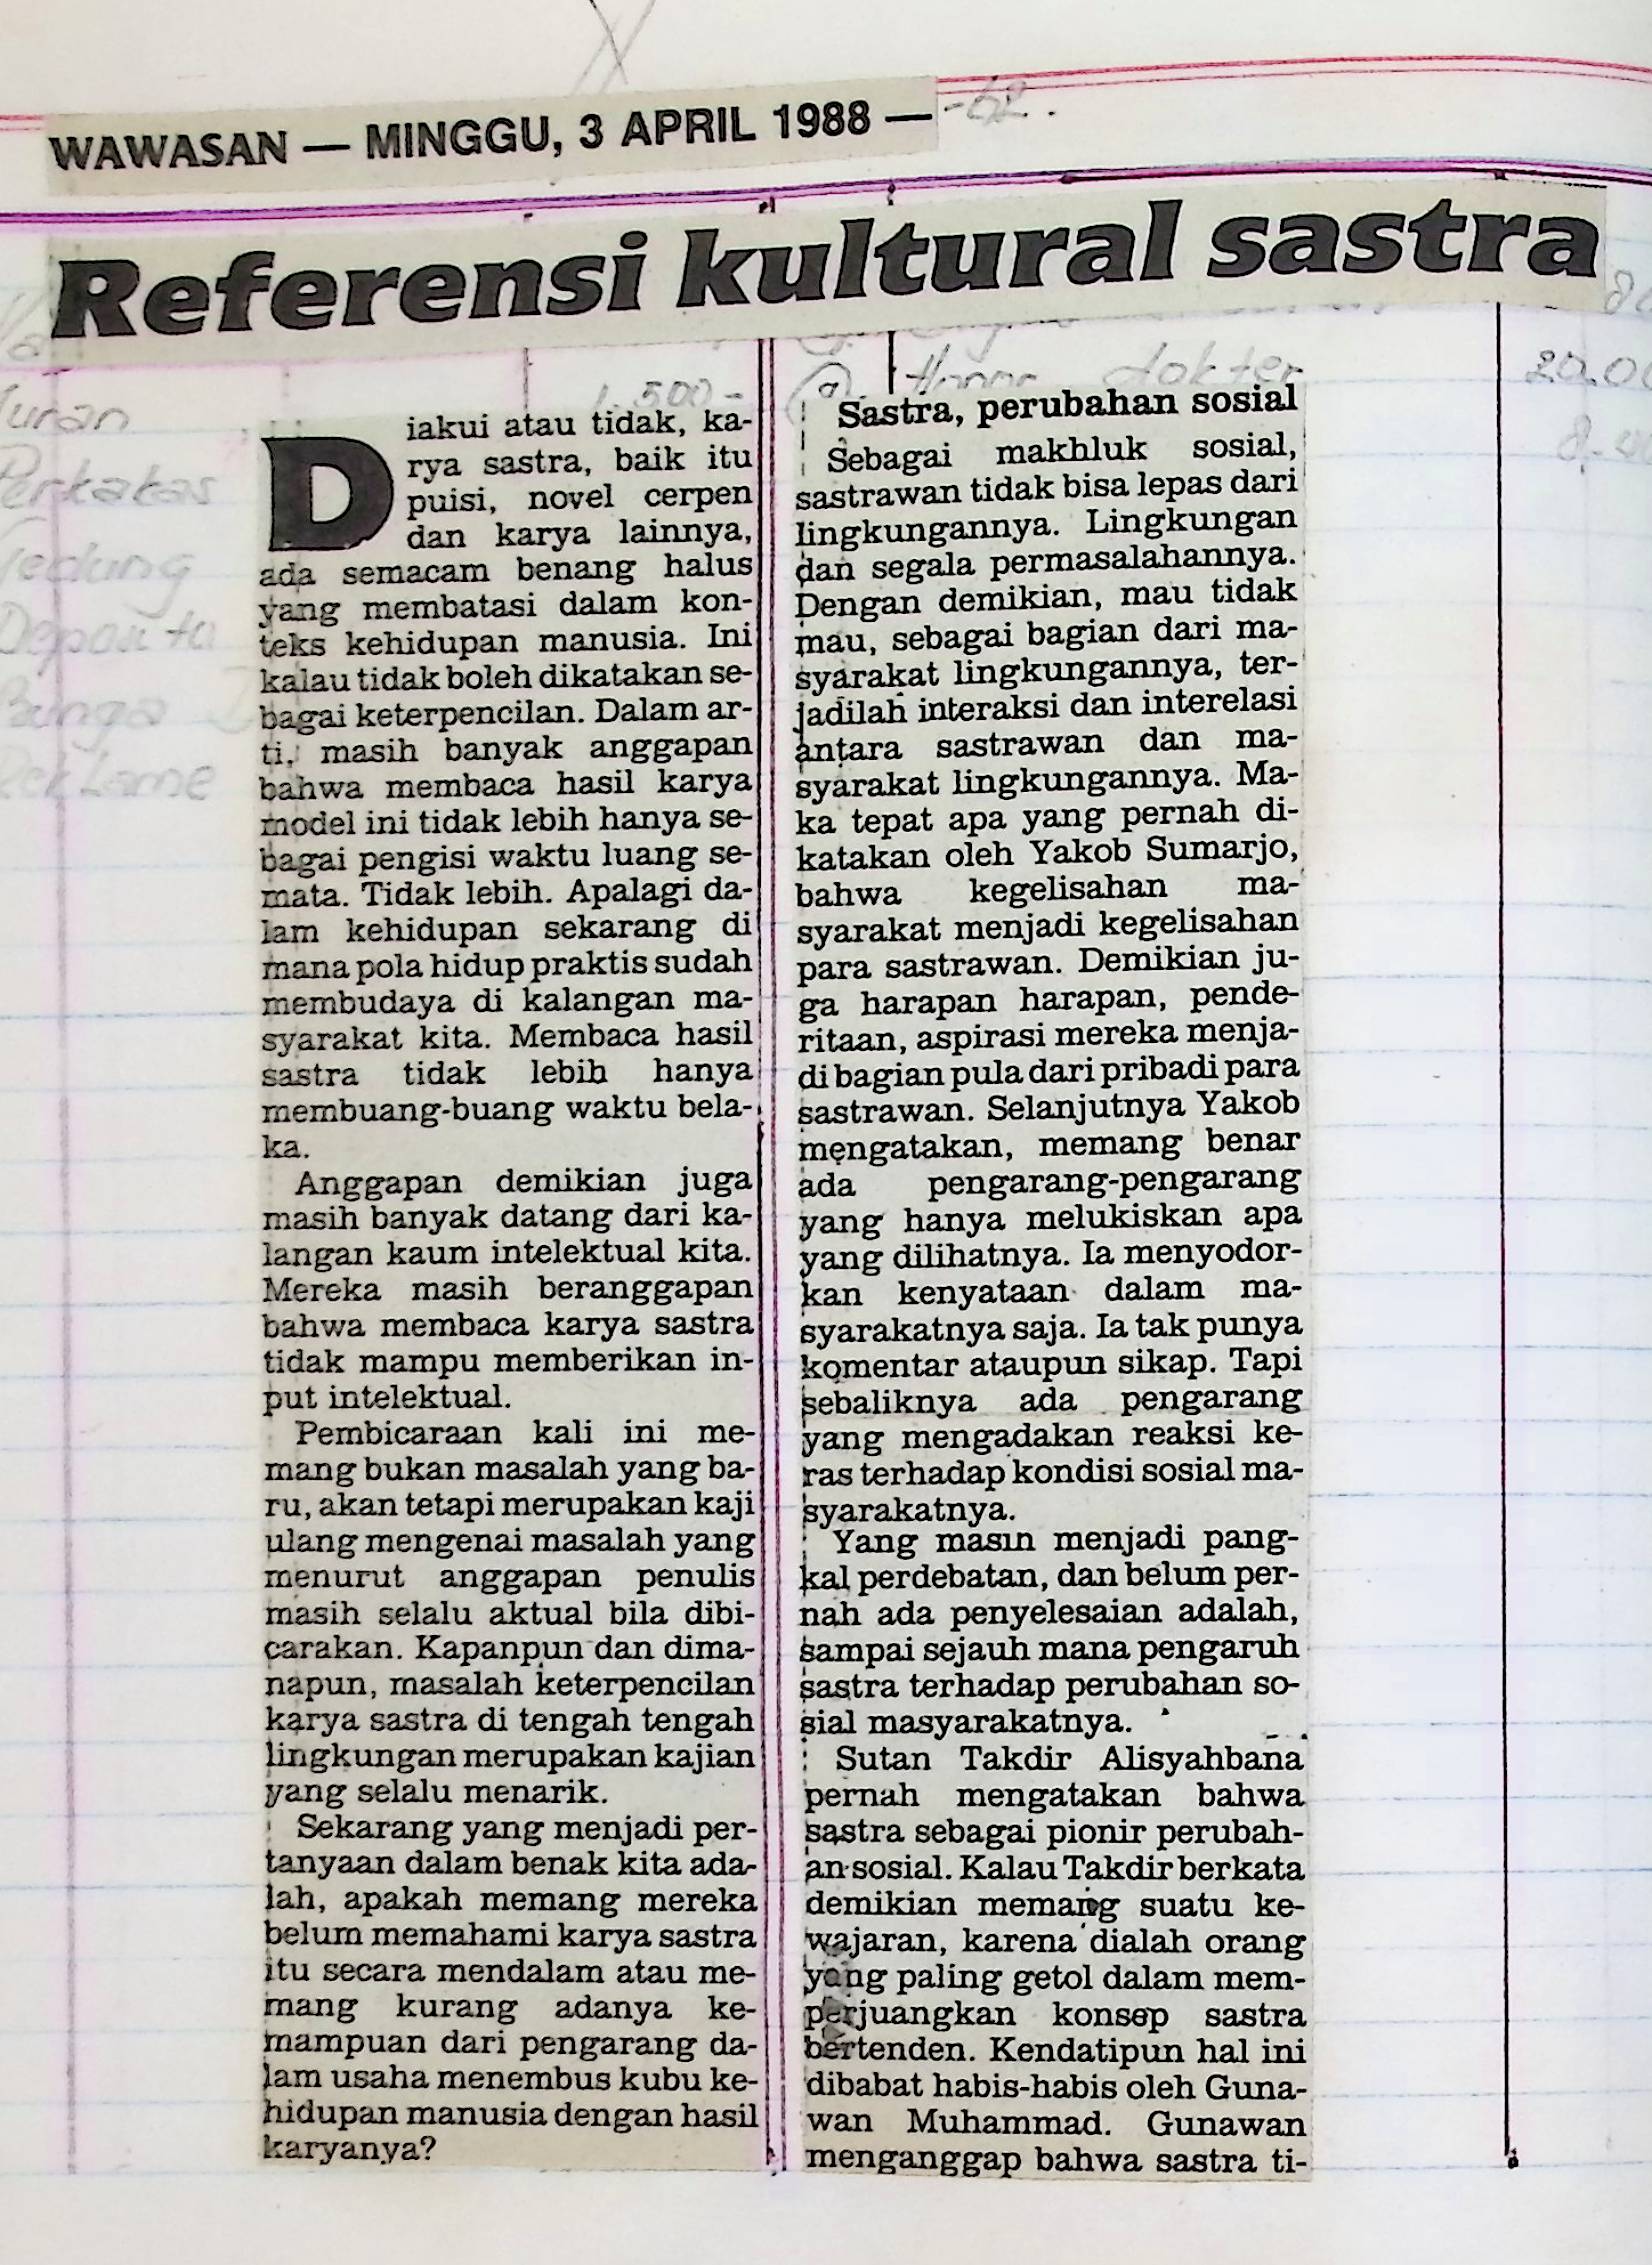 WAWASAN — MINGGU, 3 APRIL 1988 —
Referensi kultural sastra
1.500-
Honor dokter
20.0
uran
erkakas
Reklame
Diakui atau tidak, ka-
rya sastra, baik itu
puisi, novel cerpen
dan karya lainnya,
ada semacam benang halus
yang membatasi dalam kon-
teks kehidupan manusia. Ini
kalau tidak boleh dikatakan se-
bagai keterpencilan. Dalam ar-
ti, masih banyak anggapan
bahwa membaca hasil karya
model ini tidak lebih hanya se-
bagai pengisi waktu luang se-
mata. Tidak lebih. Apalagi da-
lam kehidupan sekarang di
mana pola hidup praktis sudah
membudaya di kalangan ma-
syarakat kita. Membaca hasil
sastra tidak lebih hanya
membuang-buang waktu bela-
ka.
Anggapan demikian juga
masih banyak datang dari ka-
langan kaum intelektual kita.
Mereka masih beranggapan
bahwa membaca karya sastra
tidak mampu memberikan in-
put intelektual.
Pembicaraan kali ini me-
mang bukan masalah yang ba-
ru, akan tetapi merupakan kaji
ulang mengenai masalah yang
menurut anggapan penulis
masih selalu aktual bila dibi-
carakan. Kapanpun dan dima-
napun, masalah keterpencilan
karya sastra di tengah tengah
lingkungan merupakan kajian
yang selalu menarik.
Sekarang yang menjadi per-
tanyaan dalam benak kita ada-
lah, apakah memang mereka
belum memahami karya sastra
itu secara mendalam atau me-
mang kurang adanya ke-
mampuan dari pengarang da-
lam usaha menembus kubu ke-
hidupan manusia dengan hasil
karyanya?
Sastra, perubahan sosial
Sebagai makhluk sosial,
sastrawan tidak bisa lepas dari
lingkungannya. Lingkungan
dan segala permasalahannya.
Dengan demikian, mau tidak
mau, sebagai bagian dari ma-
syarakat lingkungannya, ter-
jadilah interaksi dan interelasi
antara sastrawan dan ma-
syarakat lingkungannya. Ma-
ka tepat apa yang pernah di-
katakan oleh Yakob Sumarjo,
bahwa kegelisahan ma-
syarakat menjadi kegelisahan
para sastrawan. Demikian ju-
ga harapan harapan, pende-
ritaan, aspirasi mereka menja-
di bagian pula dari pribadi para
sastrawan. Selanjutnya Yakob
mengatakan, memang benar
ada pengarang-pengarang
yang hanya melukiskan apa
yang dilihatnya. Ia menyodor-
kan kenyataan dalam ma-
syarakatnya saja. Ia tak punya
komentar ataupun sikap. Tapi
sebaliknya ada pengarang
yang mengadakan reaksi ke-
ras terhadap kondisi sosial ma-
syarakatnya.
Yang masih menjadi pang-
kal perdebatan, dan belum per-
nah ada penyelesaian adalah,
sampai sejauh mana pengaruh
sastra terhadap perubahan so-
sial masyarakatnya.
Sutan Takdir Alisyahbana
pernah mengatakan bahwa
sastra sebagai pionir perubah-
an sosial. Kalau Takdir berkata
demikian memang suatu ke-
wajaran, karena dialah orang
yang paling getol dalam mem-
perjuangkan konsep sastra
bertenden. Kendatipun hal ini
dibabat habis-habis oleh Guna-
wan Muhammad. Gunawan
menganggap bahwa sastra ti-